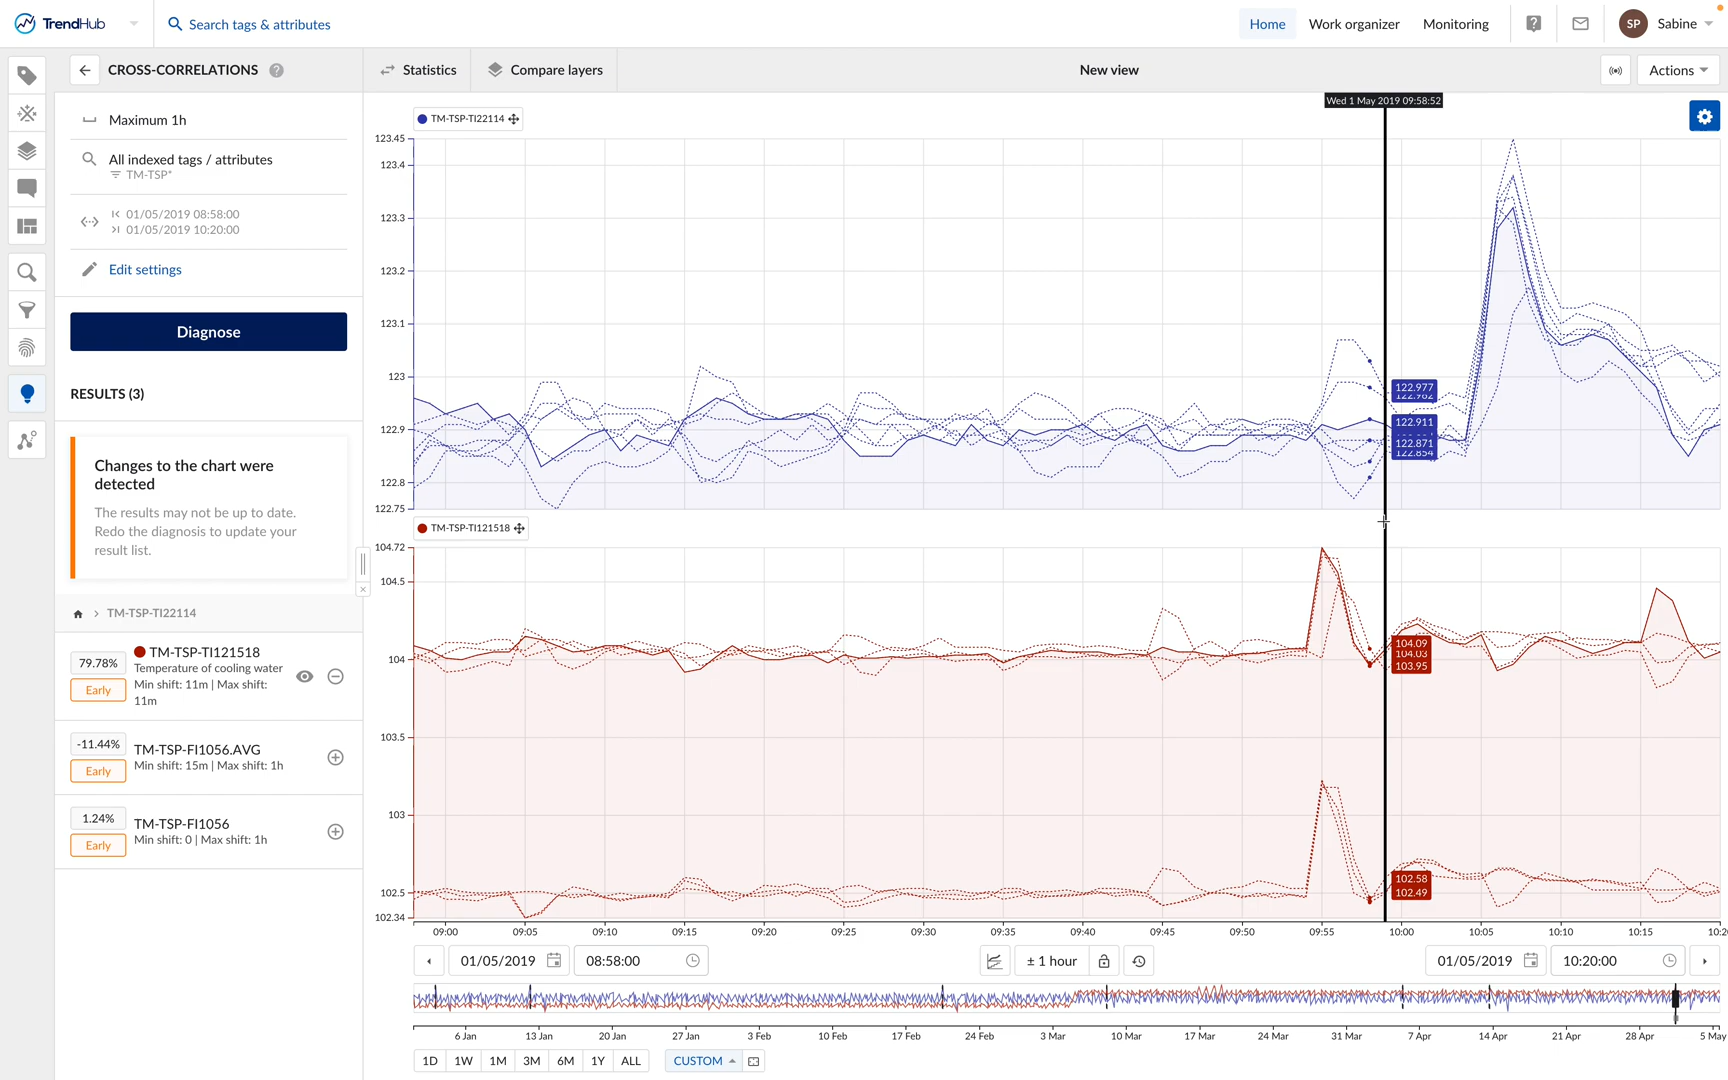 TrendHub
Search tags & attributes
Home
Work organizer
Monitoring
SP
Sabine
CROSS-CORRELATIONS
Statistics
Compare layers
New view
Actions
Maximum 1h
All indexed tags / attributes
TM-TSP*
01/05/2019 08:58:00
01/05/2019 10:20:00
Edit settings
Diagnose
RESULTS (3)
Changes to the chart were
detected
The results may not be up to date.
Redo the diagnosis to update your
result list.
TM-TSP-TI22114
79.78%
Early
TM-TSP-TI121518
Temperature of cooling water
Min shift: 11m | Max shift:
11m
-11.44%
Early
TM-TSP-FI1056.AVG
Min shift: 15m | Max shift: 1h
1.24%
Early
TM-TSP-FI1056
Min shift: 0 | Max shift: 1h
Wed 1 May 2019 09:58:52
TM-TSP-TI22114
123.45
123.4
123.3
123.2
123.1
123
122.9
122.8
122.75
122.977
122.962
122.911
122.871
122.854
TM-TSP-TI121518
104.72
104.5
104
103.5
103
102.5
102.34
104.09
104.03
103.95
102.58
102.49
09:00 09:05 09:10 09:15 09:20 09:25 09:30 09:35 09:40 09:45 09:50 09:55 10:00 10:05 10:10 10:15 10:20
01/05/2019
08:58:00
± 1 hour
01/05/2019
10:20:00
6 Jan 13 Jan 20 Jan 27 Jan 3 Feb 10 Feb 17 Feb 24 Feb 3 Mar 10 Mar 17 Mar 24 Mar 31 Mar 7 Apr 14 Apr 21 Apr 28 Apr 5 May
1D 1W 1M 3M 6M 1Y ALL CUSTOM